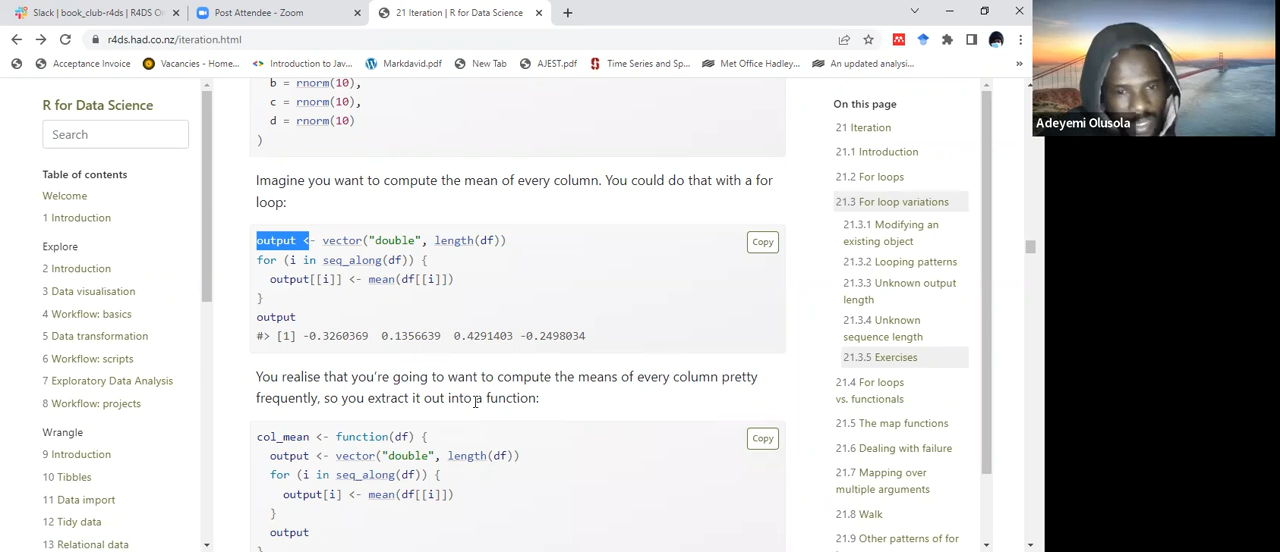 Slack | book_club-r4ds | R4DS O
Post Attendee - Zoom
21 Iteration | R for Data Science
r4ds.had.co.nz/iteration.html
Acceptance Invoice
Vacancies - Home...
Introduction to Jav...
Markdavid.pdf
New Tab
AJEST.pdf
Time Series and Sp...
Met Office Hadley...
An updated analysi...
»
Adeyemi Olusola
R for Data Science
Search
Table of contents
Welcome
1 Introduction
Explore
2 Introduction
3 Data visualisation
4 Workflow: basics
5 Data transformation
6 Workflow: scripts
7 Exploratory Data Analysis
8 Workflow: projects
Wrangle
9 Introduction
10 Tibbles
11 Data import
12 Tidy data
13 Relational data
b = rnorm(10),
c = rnorm(10),
d = rnorm(10)
)
Imagine you want to compute the mean of every column. You could do that with a for
loop:
output <- vector("double", length(df))
for (i in seq_along(df)) {
output[[i]] <- mean(df[[i]])
}
output
#> [1] -0.3260369 0.1356639 0.4291403 -0.2498034
Copy
You realise that you're going to want to compute the means of every column pretty
frequently, so you extract it out into a function:
col_mean <- function(df) {
output <- vector("double", length(df))
for (i in seq_along(df)) {
output[i] <- mean(df[[i]])
}
output
}
Copy
On this page
21 Iteration
21.1 Introduction
21.2 For loops
21.3 For loop variations
21.3.1 Modifying an
existing object
21.3.2 Looping patterns
21.3.3 Unknown output
length
21.3.4 Unknown
sequence length
21.3.5 Exercises
21.4 For loops
vs. functionals
21.5 The map functions
21.6 Dealing with failure
21.7 Mapping over
multiple arguments
21.8 Walk
21.9 Other patterns of for